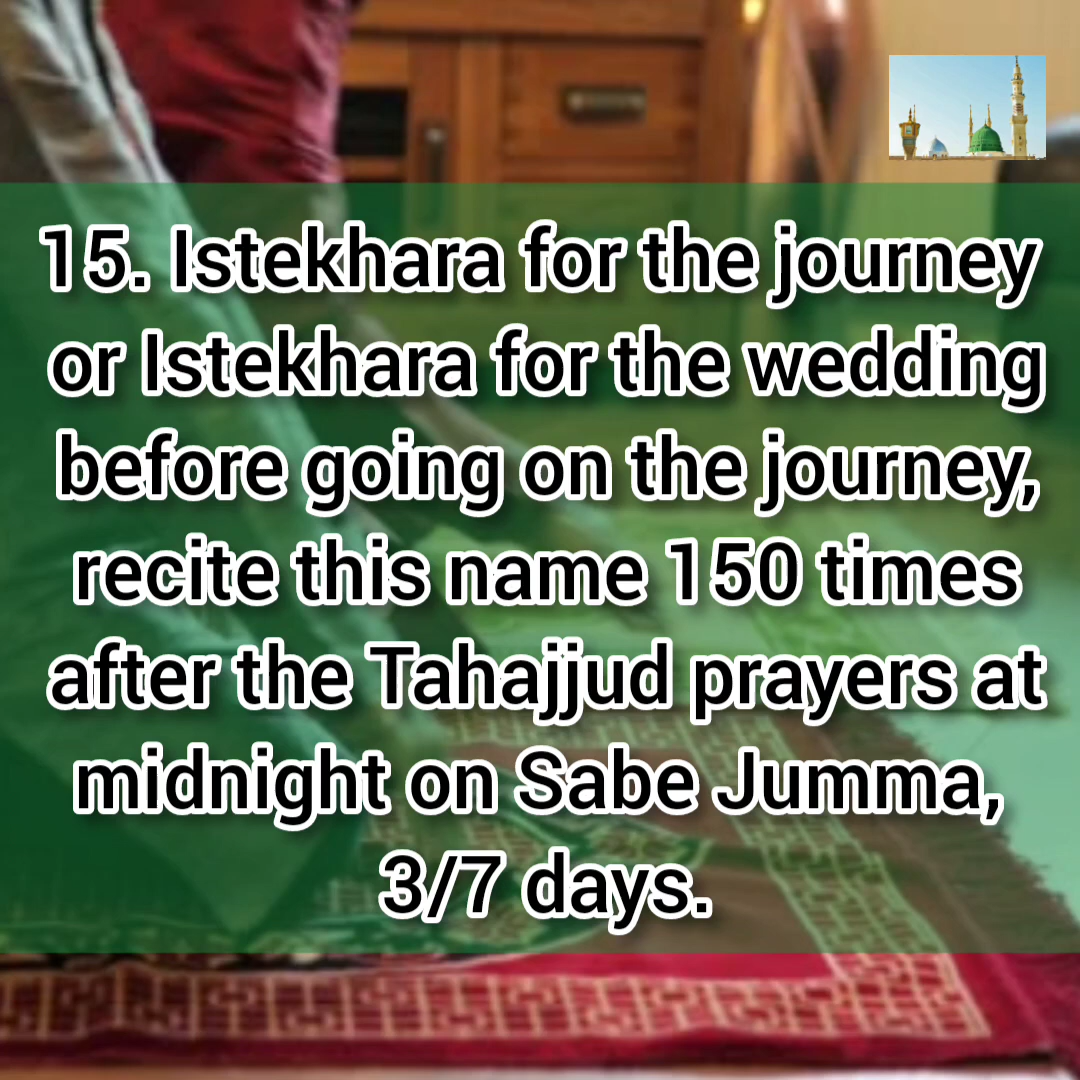 15. Istekhara for the journey
or Istekhara for the wedding
before going on the journey,
recite this name 150 times
after the Tahajjud prayers at
midnight on Sabe Jumma,
3/7 days.